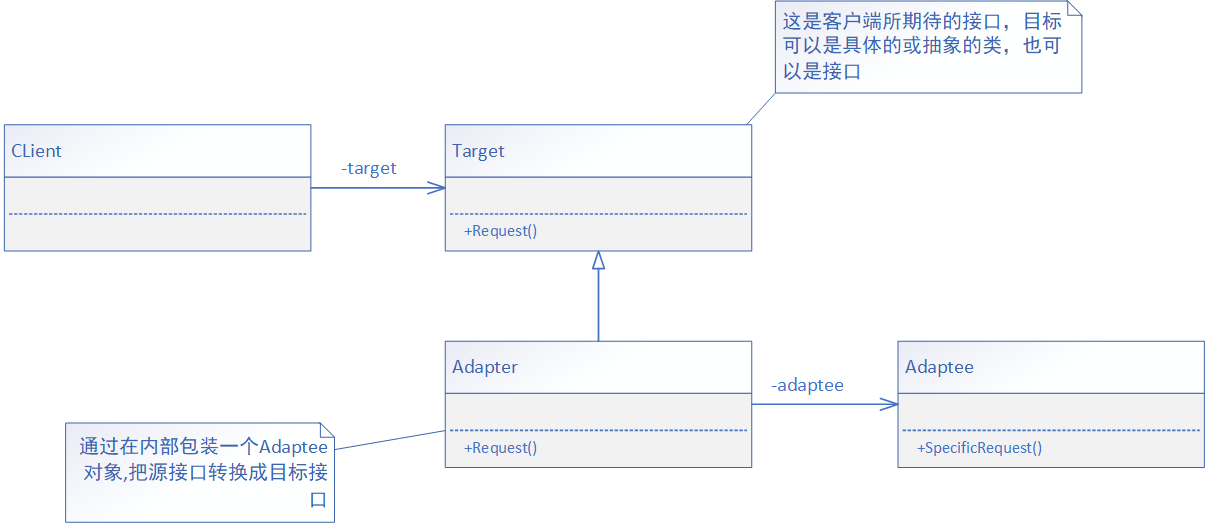 这是客户端所期待的接口，目标
可以是具体的或抽象的类，也可
以是接口
CLient
-target
Target
+Request()
Adapter
-adaptee
Adaptee
+Request()
+SpecificRequest()
通过在内部包装一个Adaptee
对象,把源接口转换成目标接
口